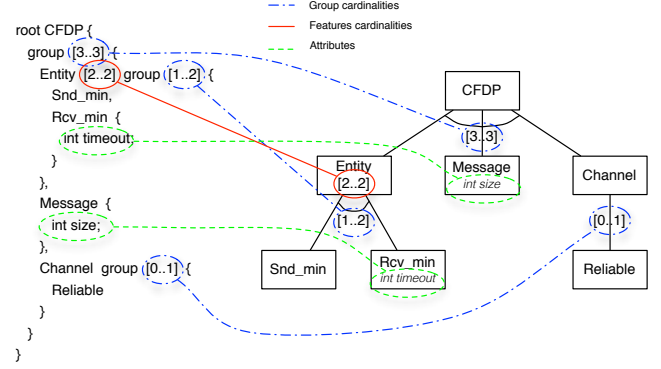 Group cardinalities
Features cardinalities
Attributes
root CFDP {
group [3..3] {
Entity [2..2] group [1..2] {
Snd_min,
Rcv_min {
int timeout;
}
},
Message {
int size;
},
Channel group [0..1] {
Reliable
}
}
}
CFDP
[3..3]
Entity
[2..2]
Message
int size
Channel
[1..2]
[0..1]
Snd_min
Rcv_min
int timeout
Reliable